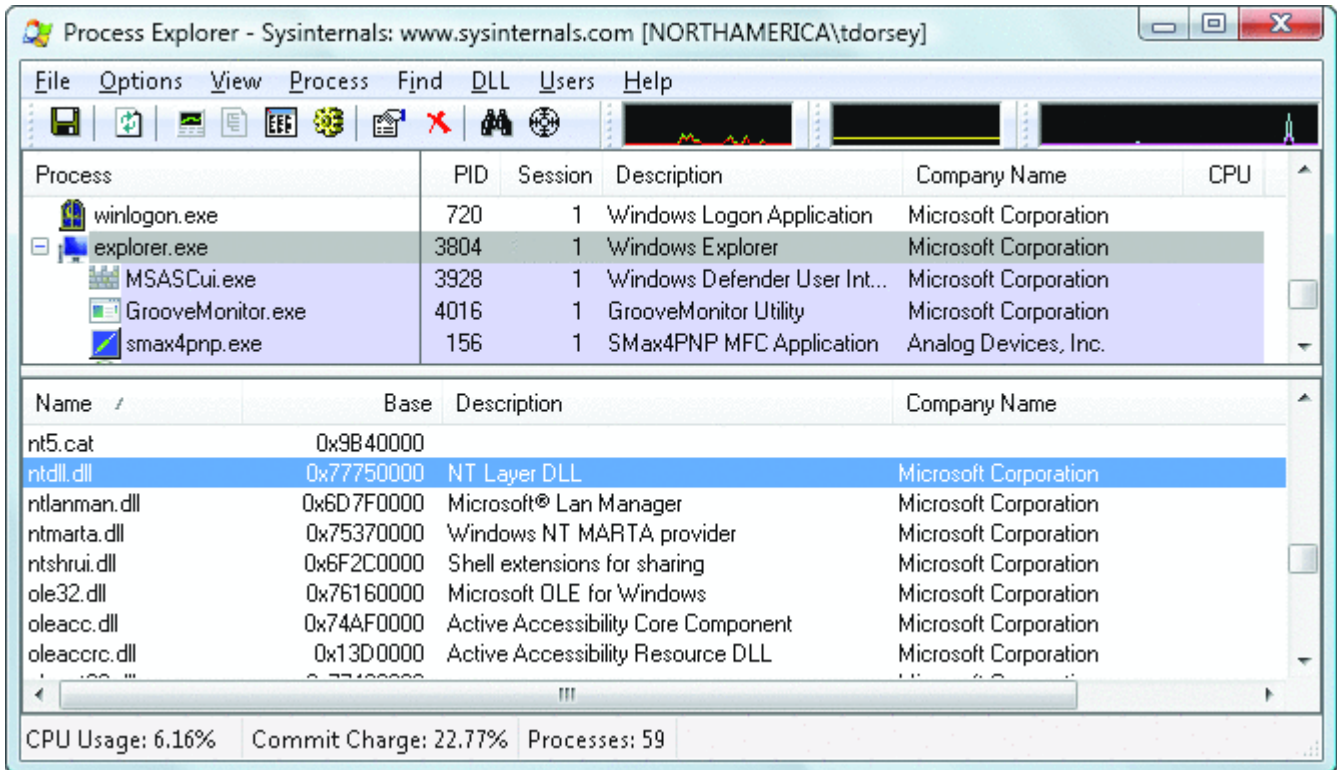 Process Explorer - Sysinternals: www.sysinternals.com [NORTHAMERICA\tdorsey]
File Options View Process Find DLL Users Help
Process PID Session Description Company Name CPU
winlogon.exe 720 1 Windows Logon Application Microsoft Corporation
explorer.exe 3804 1 Windows Explorer Microsoft Corporation
MSASCui.exe 3928 1 Windows Defender User Int... Microsoft Corporation
GrooveMonitor.exe 4016 1 GrooveMonitor Utility Microsoft Corporation
smax4pnp.exe 156 1 SMax4PNP MFC Application Analog Devices, Inc.
Name Base Description Company Name
nt5.cat 0x9B40000
ntdll.dll 0x77750000 NT Layer DLL Microsoft Corporation
ntlanman.dll 0x6D7F0000 Microsoft® Lan Manager Microsoft Corporation
ntmarta.dll 0x75370000 Windows NT MARTA provider Microsoft Corporation
ntshrui.dll 0x6F2C0000 Shell extensions for sharing Microsoft Corporation
ole32.dll 0x76160000 Microsoft OLE for Windows Microsoft Corporation
oleacc.dll 0x74AF0000 Active Accessibility Core Component Microsoft Corporation
oleaccrc.dll 0x13D0000 Active Accessibility Resource DLL Microsoft Corporation
CPU Usage: 6.16% Commit Charge: 22.77% Processes: 59